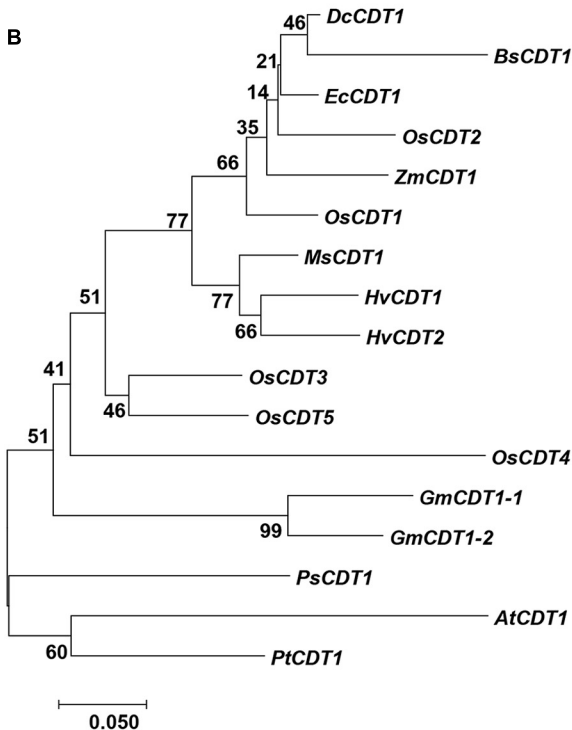 B
46
DcCDT1
BsCDT1
21
EcCDT1
14
OsCDT2
35
ZmCDT1
66
OsCDT1
77
MsCDT1
77
HvCDT1
66
HvCDT2
51
OsCDT3
46
OsCDT5
41
OsCDT4
51
GmCDT1-1
99
GmCDT1-2
PsCDT1
AtCDT1
60
PtCDT1
0.050